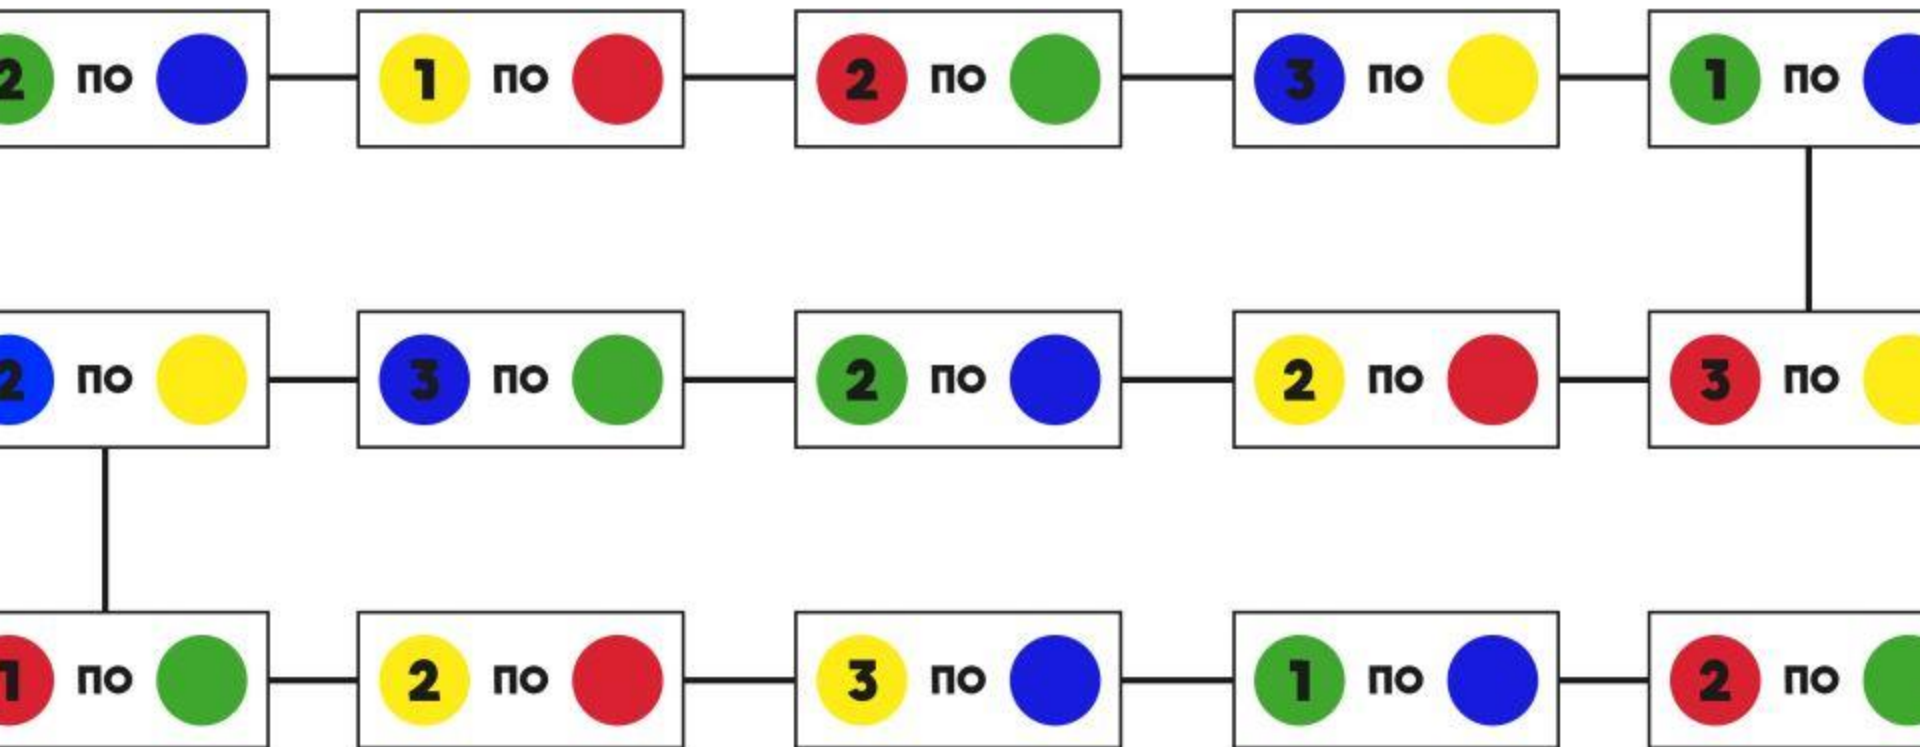 2 по 1 по 2 по 3 по 1 по
2 по 3 по 2 по 2 по 3 по
1 по 2 по 3 по 1 по 2 по